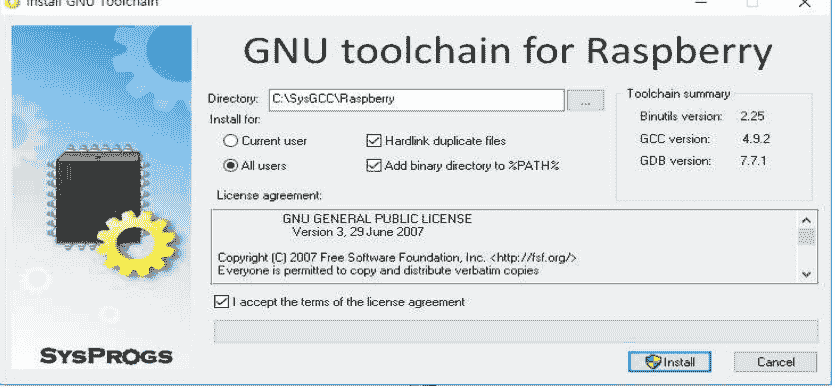 Install GNU Toolchain
GNU toolchain for Raspberry
Directory: C:\SysGCC\Raspberry ...
Install for:
Current user
Hardlink duplicate files
All users
Add binary directory to %PATH%
Toolchain summary
Binutils version: 2.25
GCC version: 4.9.2
GDB version: 7.7.1
License agreement:
GNU GENERAL PUBLIC LICENSE
Version 3, 29 June 2007
Copyright (C) 2007 Free Software Foundation, Inc. <http://fsf.org/>
Everyone is permitted to copy and distribute verbatim copies
I accept the terms of the license agreement
SYSPROGS
Install
Cancel